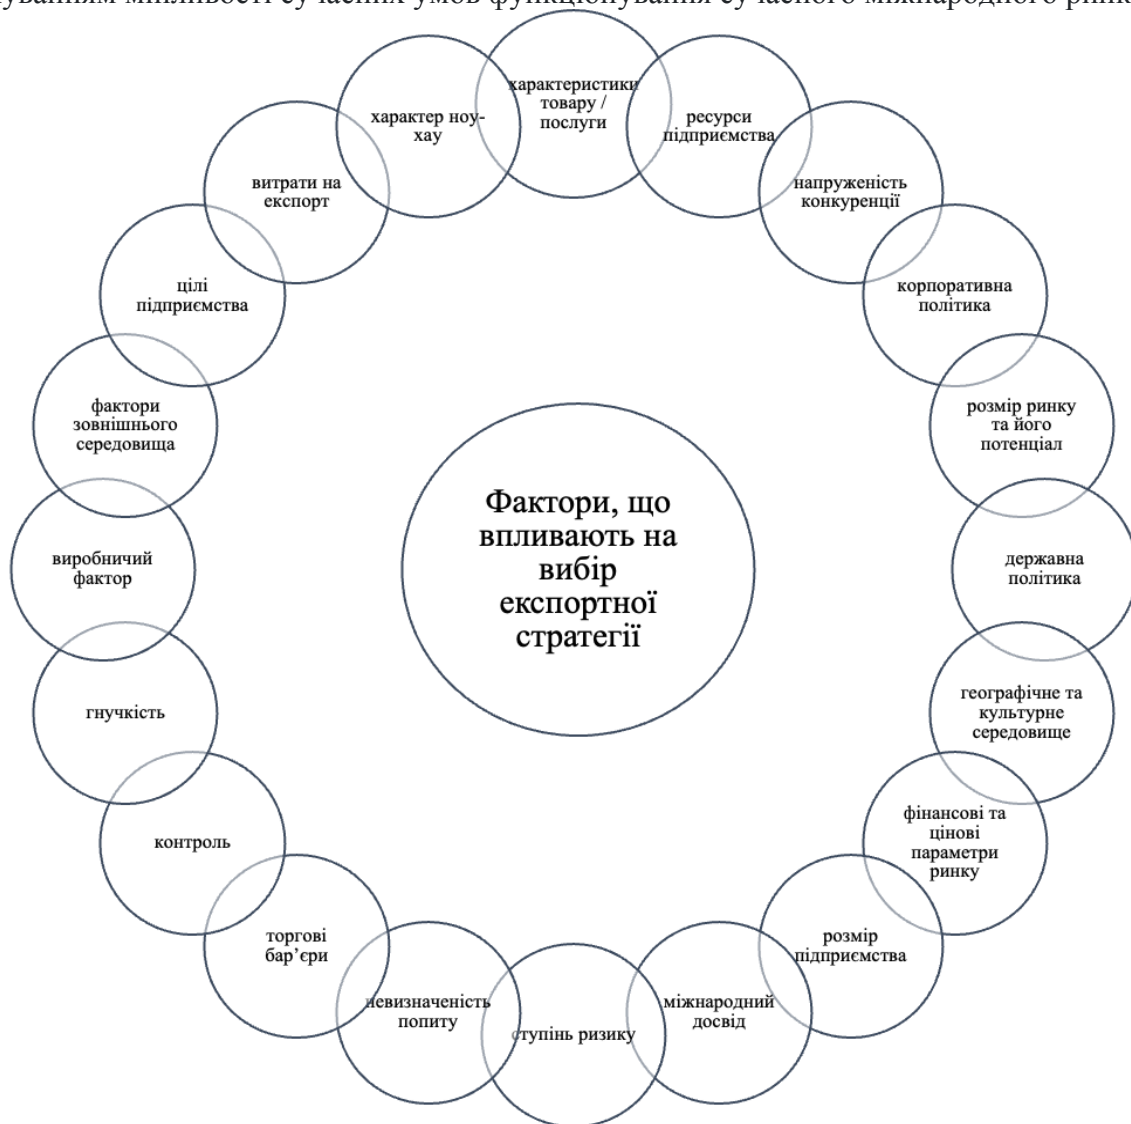 мінливості сучасних умов функціонування сучасного міжнародного
характеристики
товару /
послуги
ресурси
підприємства
напруженість
конкуренції
корпоративна
політика
розмір ринку
та його
потенціал
державна
політика
географічне та
культурне
середовище
фінансові та
цінові
параметри
ринку
розмір
підприємства
міжнародний
досвід
ступінь ризику
невизначеність
попиту
торгові
бар’єри
контроль
гнучкість
виробничий
фактор
фактори
зовнішнього
середовища
цілі
підприємства
витрати на
експорт
характер ноу-
хау
Фактори, що
впливають на
вибір
експортної
стратегії